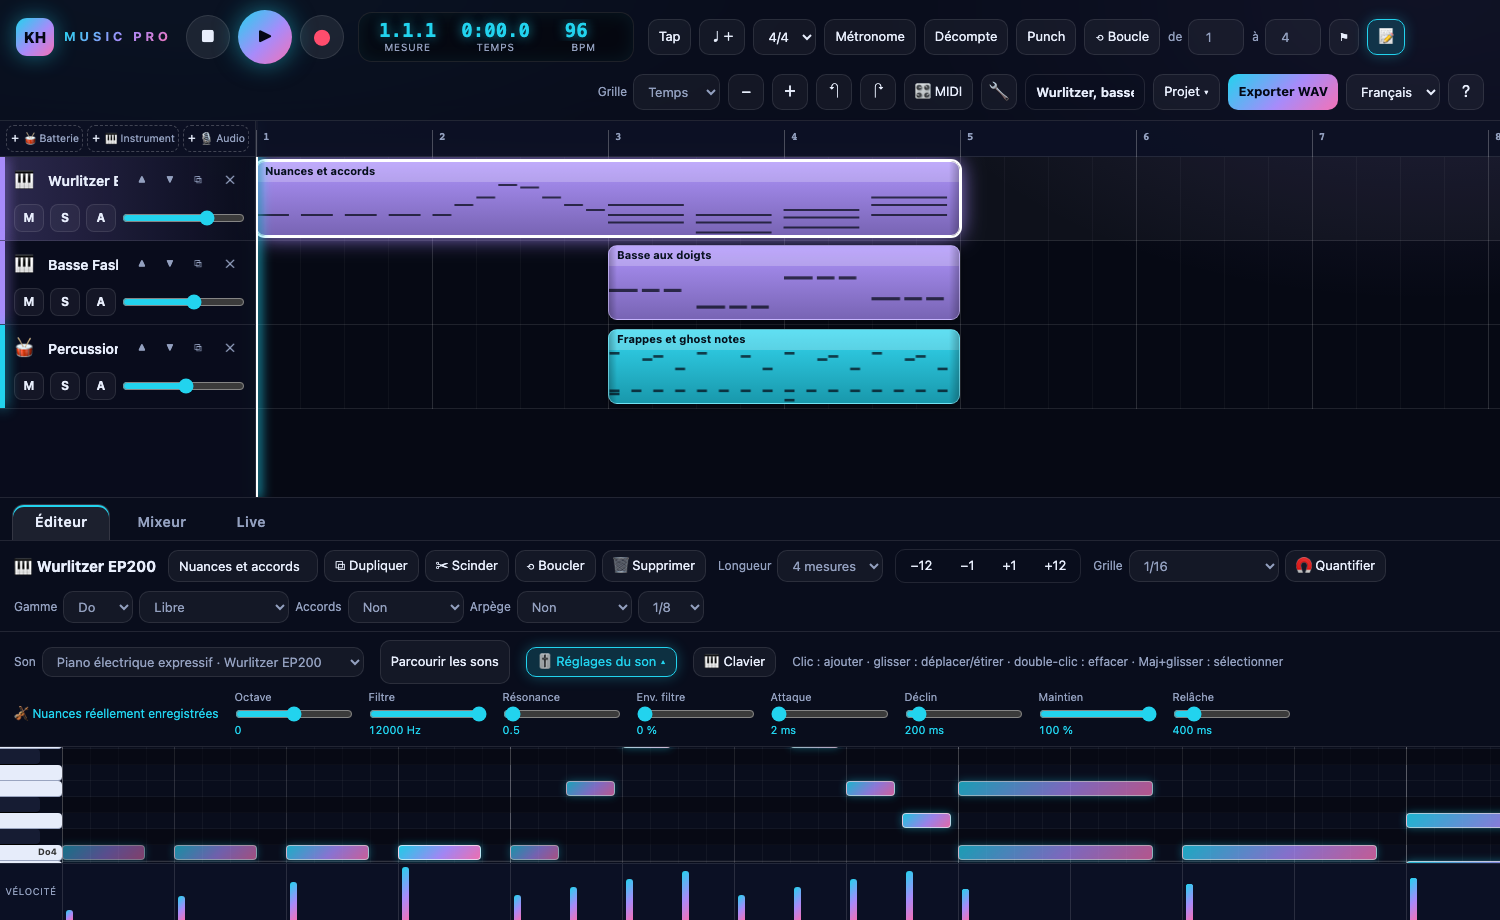 KH MUSIC PRO
1.1.1 0:00.0 96
MESURE TEMPS BPM
Tap ♩ + 4/4 Métronome Décompte Punch ⟲ Boucle de 1 à 4
Grille Temps − + MIDI Wurlitzer, basse Projet ▾ Exporter WAV Français ?
+ Batterie + Instrument + Audio
1 2 3 4 5 6 7 8
Wurlitzer E
M S A
Nuances et accords
Basse Fasl
M S A
Basse aux doigts
Percussion
M S A
Frappes et ghost notes
Éditeur Mixeur Live
Wurlitzer EP200 Nuances et accords Dupliquer Scinder Boucler Supprimer Longueur 4 mesures −12 −1 +1 +12 Grille 1/16 Quantifier
Gamme Do Libre Accords Non Arpège Non 1/8
Son Piano électrique expressif · Wurlitzer EP200 Parcourir les sons Réglages du son ▴ Clavier Clic : ajouter · glisser : déplacer/étirer · double-clic : effacer · Maj+glisser : sélectionner
Nuances réellement enregistrées
Octave Filtre Résonance Env. filtre Attaque Déclin Maintien Relâche
0 12000 Hz 0.5 0 % 2 ms 200 ms 100 % 400 ms
Do4
VÉLOCITÉ